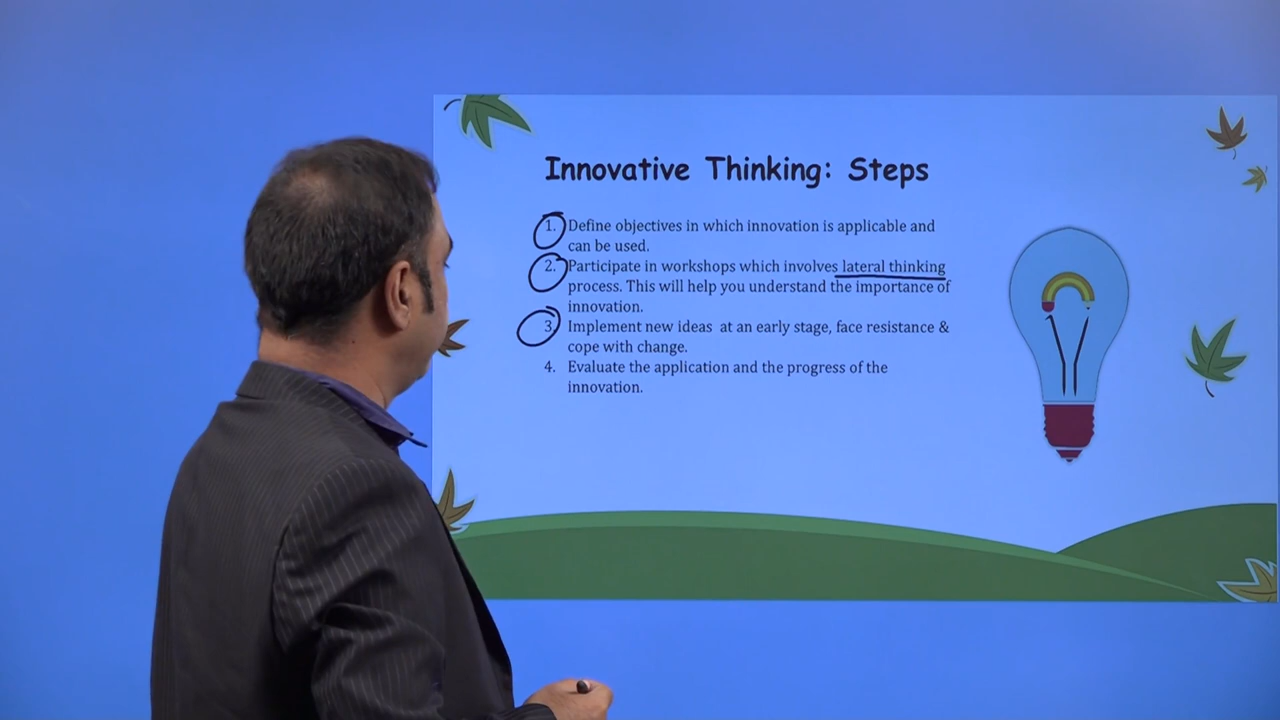 Innovative Thinking: Steps
1. Define objectives in which innovation is applicable and
can be used.
2. Participate in workshops which involves lateral thinking
process. This will help you understand the importance of
innovation.
3. Implement new ideas at an early stage, face resistance &
cope with change.
4. Evaluate the application and the progress of the
innovation.